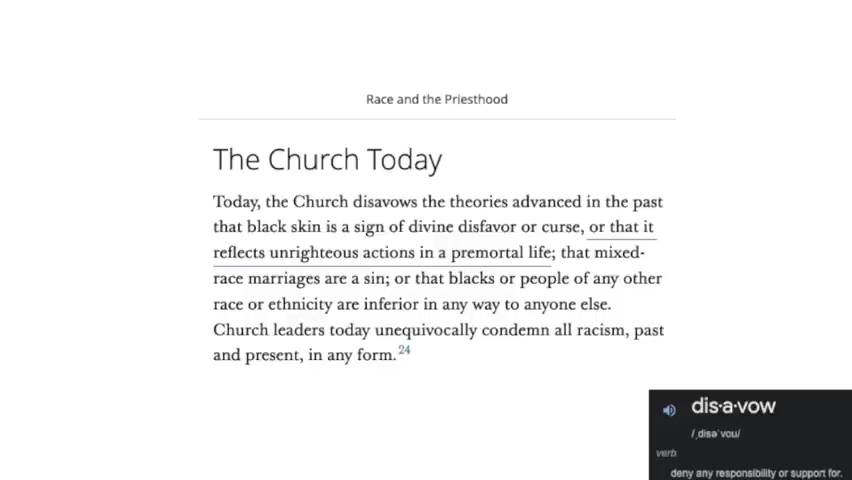 Race and the Priesthood
The Church Today
Today, the Church disavows the theories advanced in the past
that black skin is a sign of divine disfavor or curse, or that it
reflects unrighteous actions in a premortal life; that mixed-
race marriages are a sin; or that blacks or people of any other
race or ethnicity are inferior in any way to anyone else.
Church leaders today unequivocally condemn all racism, past
and present, in any form.24
dis·a·vow
/ˌdisəˈvou/
verb
deny any responsibility or support for.